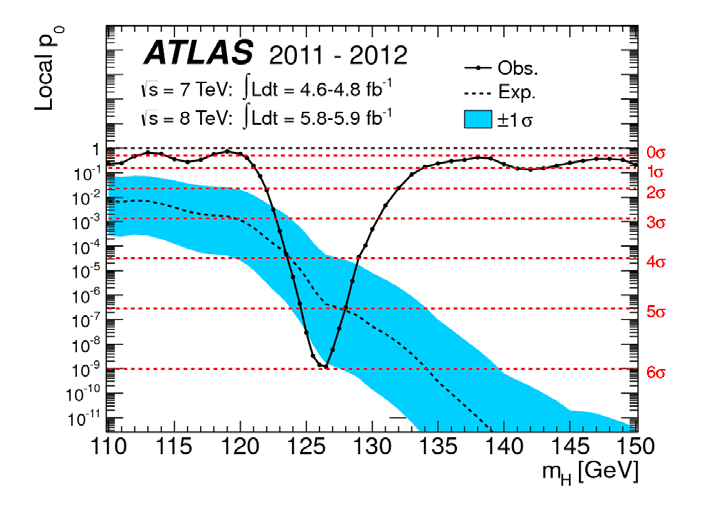 ATLAS 2011 - 2012
√s = 7 TeV: ∫Ldt = 4.6-4.8 fb⁻¹
√s = 8 TeV: ∫Ldt = 5.8-5.9 fb⁻¹
Obs.
Exp.
±1σ
Local p₀
1
10⁻¹
10⁻²
10⁻³
10⁻⁴
10⁻⁵
10⁻⁶
10⁻⁷
10⁻⁸
10⁻⁹
10⁻¹⁰
10⁻¹¹
0σ
1σ
2σ
3σ
4σ
5σ
6σ
110 115 120 125 130 135 140 145 150
m_H [GeV]